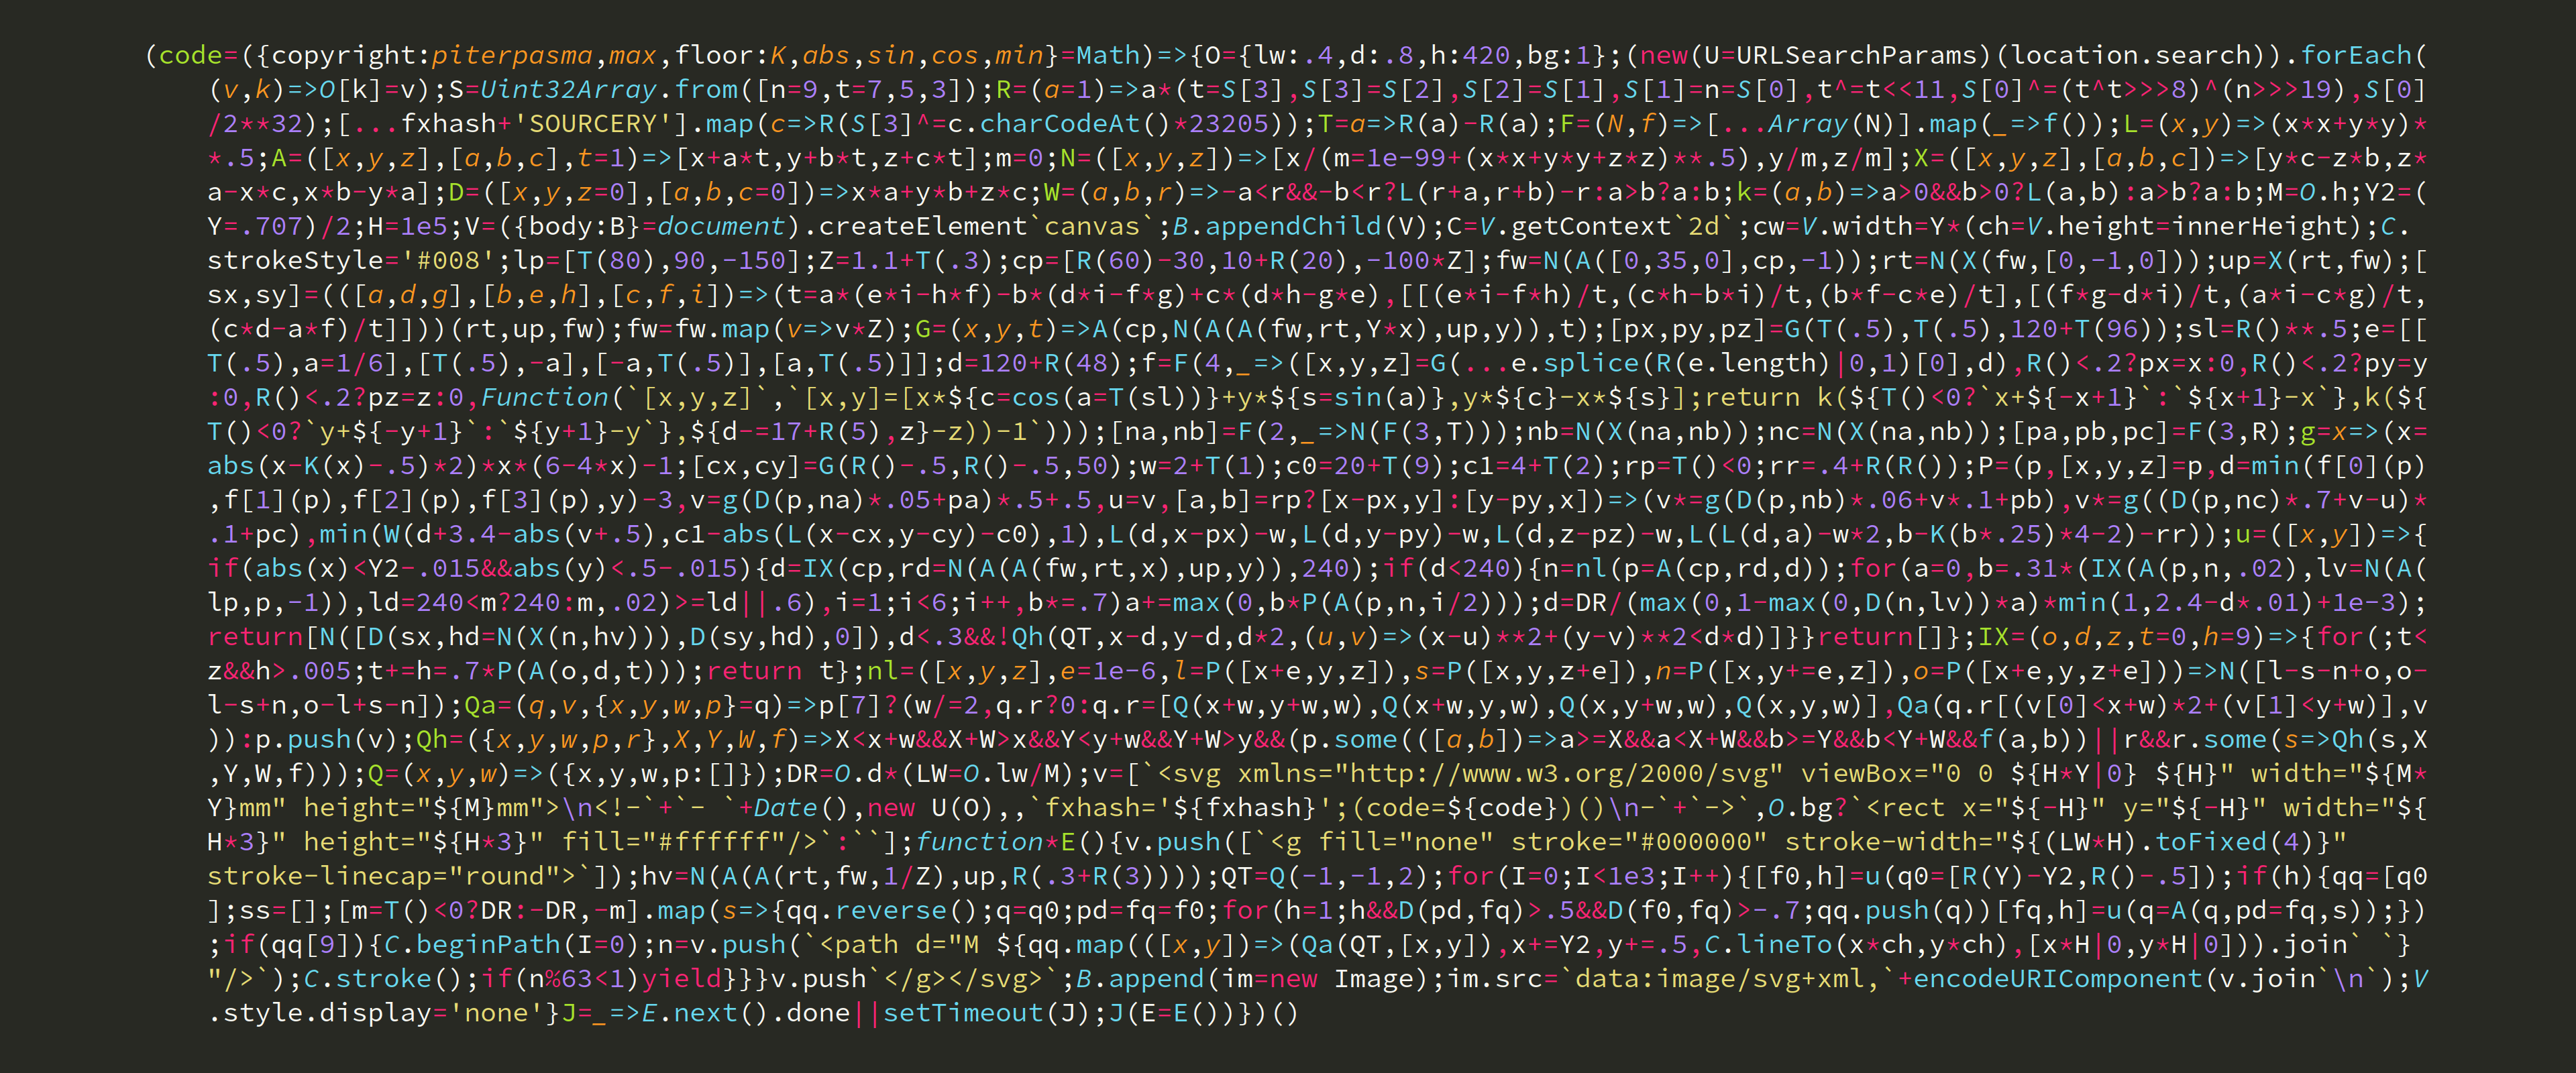 (code=({copyright:piterpasma,max,floor:K,abs,sin,cos,min}=Math)=>{O={lw:.4,d:.8,h:420,bg:1};(new(U=URLSearchParams)(location.search)).forEach(
(v,k)=>O[k]=v);S=Uint32Array.from([n=9,t=7,5,3]);R=(a=1)=>a*(t=S[3],S[3]=S[2],S[2]=S[1],S[1]=n=S[0],t^=t<<11,S[0]^=(t^t>>>8)^(n>>>19),S[0]
/2**32);[...fxhash+'SOURCERY'].map(c=>R(S[3]^=c.charCodeAt()*23205));T=a=>R(a)-R(a);F=(N,f)=>[...Array(N)].map(_=>f());L=(x,y)=>(x*x+y*y)*
*.5;A=([x,y,z],[a,b,c],t=1)=>[x+a*t,y+b*t,z+c*t];m=0;N=([x,y,z])=>[x/(m=1e-99+(x*x+y*y+z*z)**.5),y/m,z/m];X=([x,y,z],[a,b,c])=>[y*c-z*b,z*
a-x*c,x*b-y*a];D=([x,y,z=0],[a,b,c=0])=>x*a+y*b+z*c;W=(a,b,r)=>-a<r&&-b<r?L(r+a,r+b)-r:a>b?a:b;k=(a,b)=>a>0&&b>0?L(a,b):a>b?a:b;M=O.h;Y2=(
Y=.707)/2;H=1e5;V=({body:B}=document).createElement`canvas`;B.appendChild(V);C=V.getContext`2d`;cw=V.width=Y*(ch=V.height=innerHeight);C.
strokeStyle='#008';lp=[T(80),90,-150];Z=1.1+T(.3);cp=[R(60)-30,10+R(20),-100*Z];fw=N(A([0,35,0],cp,-1));rt=N(X(fw,[0,-1,0]));up=X(rt,fw);[
sx,sy]=(([a,d,g],[b,e,h],[c,f,i])=>(t=a*(e*i-h*f)-b*(d*i-f*g)+c*(d*h-g*e),[[(e*i-f*h)/t,(c*h-b*i)/t,(b*f-c*e)/t],[(f*g-d*i)/t,(a*i-c*g)/t,
(c*d-a*f)/t]]))(rt,up,fw);fw=fw.map(v=>v*Z);G=(x,y,t)=>A(cp,N(A(A(fw,rt,Y*x),up,y)),t);[px,py,pz]=G(T(.5),T(.5),120+T(96));sl=R()**.5;e=[[
T(.5),a=1/6],[T(.5),-a],[-a,T(.5)],[a,T(.5)]];d=120+R(48);f=F(4,_=>([x,y,z]=G(...e.splice(R(e.length)|0,1)[0],d),R()<.2?px=x:0,R()<.2?py=y
:0,R()<.2?pz=z:0,Function(`[x,y,z]`,`[x,y]=[x*${c=cos(a=T(sl))}+y*${s=sin(a)},y*${c}-x*${s}];return k(${T()<0?`x+${-x+1}`:`${x+1}-x`},k(${
T()<0?`y+${-y+1}`:`${y+1}-y`},${d-=17+R(5),z}-z))-1`)));[na,nb]=F(2,_=>N(F(3,T)));nb=N(X(na,nb));nc=N(X(na,nb));[pa,pb,pc]=F(3,R);g=x=>(x=
abs(x-K(x)-.5)*2)*x*(6-4*x)-1;[cx,cy]=G(R()-.5,R()-.5,50);w=2+T(1);c0=20+T(9);c1=4+T(2);rp=T()<0;rr=.4+R(R());P=(p,[x,y,z]=p,d=min(f[0](p)
,f[1](p),f[2](p),f[3](p),y)-3,v=g(D(p,na)*.05+pa)*.5+.5,u=v,[a,b]=rp?[x-px,y]:[y-py,x])=>(v*=g(D(p,nb)*.06+v*.1+pb),v*=g((D(p,nc)*.7+v-u)*
.1+pc),min(W(d+3.4-abs(v+.5),c1-abs(L(x-cx,y-cy)-c0),1),L(d,x-px)-w,L(d,y-py)-w,L(d,z-pz)-w,L(L(d,a)-w*2,b-K(b*.25)*4-2)-rr));u=([x,y])=>{
if(abs(x)<Y2-.015&&abs(y)<.5-.015){d=IX(cp,rd=N(A(A(fw,rt,x),up,y)),240);if(d<240){n=nl(p=A(cp,rd,d));for(a=0,b=.31*(IX(A(p,n,.02),lv=N(A(
lp,p,-1)),ld=240<m?240:m,.02)>=ld||.6),i=1;i<6;i++,b*=.7)a+=max(0,b*P(A(p,n,i/2)));d=DR/(max(0,1-max(0,D(n,lv))*a)*min(1,2.4-d*.01)+1e-3);
return[N([D(sx,hd=N(X(n,hv))),D(sy,hd),0]),d<.3&&!Qh(QT,x-d,y-d,d*2,(u,v)=>(x-u)**2+(y-v)**2<d*d)]}}return[]};IX=(o,d,z,t=0,h=9)=>{for(;t<
z&&h>.005;t+=h=.7*P(A(o,d,t)));return t};nl=([x,y,z],e=1e-6,l=P([x+e,y,z]),s=P([x,y,z+e]),n=P([x,y+=e,z]),o=P([x+e,y,z+e]))=>N([l-s-n+o,o-
l-s+n,o-l+s-n]);Qa=(q,v,{x,y,w,p}=q)=>p[7]?(w/=2,q.r?0:q.r=[Q(x+w,y+w,w),Q(x+w,y,w),Q(x,y+w,w),Q(x,y,w)],Qa(q.r[(v[0]<x+w)*2+(v[1]<y+w)],v
)):p.push(v);Qh=({x,y,w,p,r},X,Y,W,f)=>X<x+w&&X+W>x&&Y<y+w&&Y+W>y&&(p.some(([a,b])=>a>=X&&a<X+W&&b>=Y&&b<Y+W&&f(a,b))||r&&r.some(s=>Qh(s,X
,Y,W,f)));Q=(x,y,w)=>({x,y,w,p:[]});DR=O.d*(LW=O.lw/M);v=[`<svg xmlns="http://www.w3.org/2000/svg" viewBox="0 0 ${H*Y|0} ${H}" width="${M*
Y}mm" height="${M}mm">\n<!-`+`- `+Date(),new U(O),,`fxhash='${fxhash}';(code=${code})()\n-`+`->`,O.bg?`<rect x="${-H}" y="${-H}" width="${
H*3}" height="${H*3}" fill="#ffffff"/>`:``];function*E(){v.push([`<g fill="none" stroke="#000000" stroke-width="${(LW*H).toFixed(4)}"
stroke-linecap="round">`]);hv=N(A(A(rt,fw,1/Z),up,R(.3+R(3))));QT=Q(-1,-1,2);for(I=0;I<1e3;I++){[f0,h]=u(q0=[R(Y)-Y2,R()-.5]);if(h){qq=[q0
];ss=[];[m=T()<0?DR:-DR,-m].map(s=>{qq.reverse();q=q0;pd=fq=f0;for(h=1;h&&D(pd,fq)>.5&&D(f0,fq)>-.7;qq.push(q))[fq,h]=u(q=A(q,pd=fq,s));})
;if(qq[9]){C.beginPath(I=0);n=v.push(`<path d="M ${qq.map(([x,y])=>(Qa(QT,[x,y]),x+=Y2,y+=.5,C.lineTo(x*ch,y*ch),[x*H|0,y*H|0])).join` `}
"/>`);C.stroke();if(n%63<1)yield}}}v.push`</g></svg>`;B.append(im=new Image);im.src=`data:image/svg+xml,`+encodeURIComponent(v.join`\n`);V
.style.display='none'}J=_=>E.next().done||setTimeout(J);J(E=E())})()